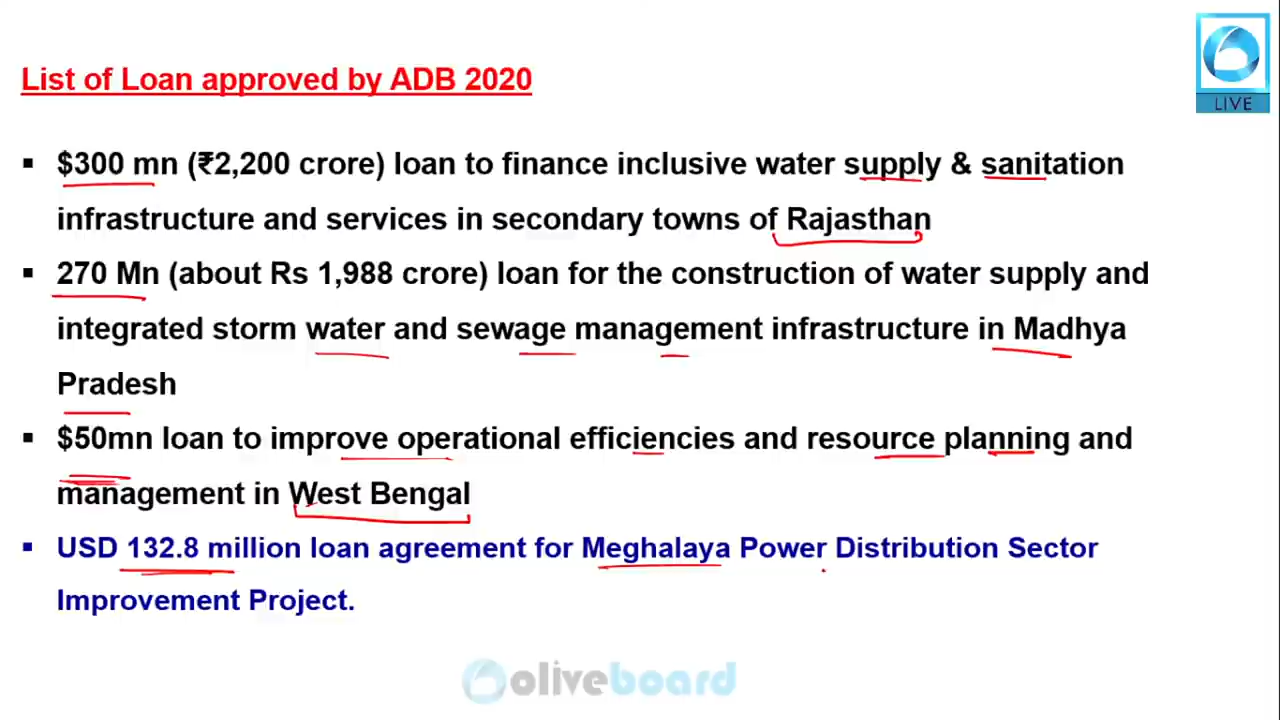 LIVE
List of Loan approved by ADB 2020
▪ $300 mn (₹2,200 crore) loan to finance inclusive water supply & sanitation
infrastructure and services in secondary towns of Rajasthan
▪ 270 Mn (about Rs 1,988 crore) loan for the construction of water supply and
integrated storm water and sewage management infrastructure in Madhya
Pradesh
▪ $50mn loan to improve operational efficiencies and resource planning and
management in West Bengal
▪ USD 132.8 million loan agreement for Meghalaya Power Distribution Sector
Improvement Project.
oliveboard